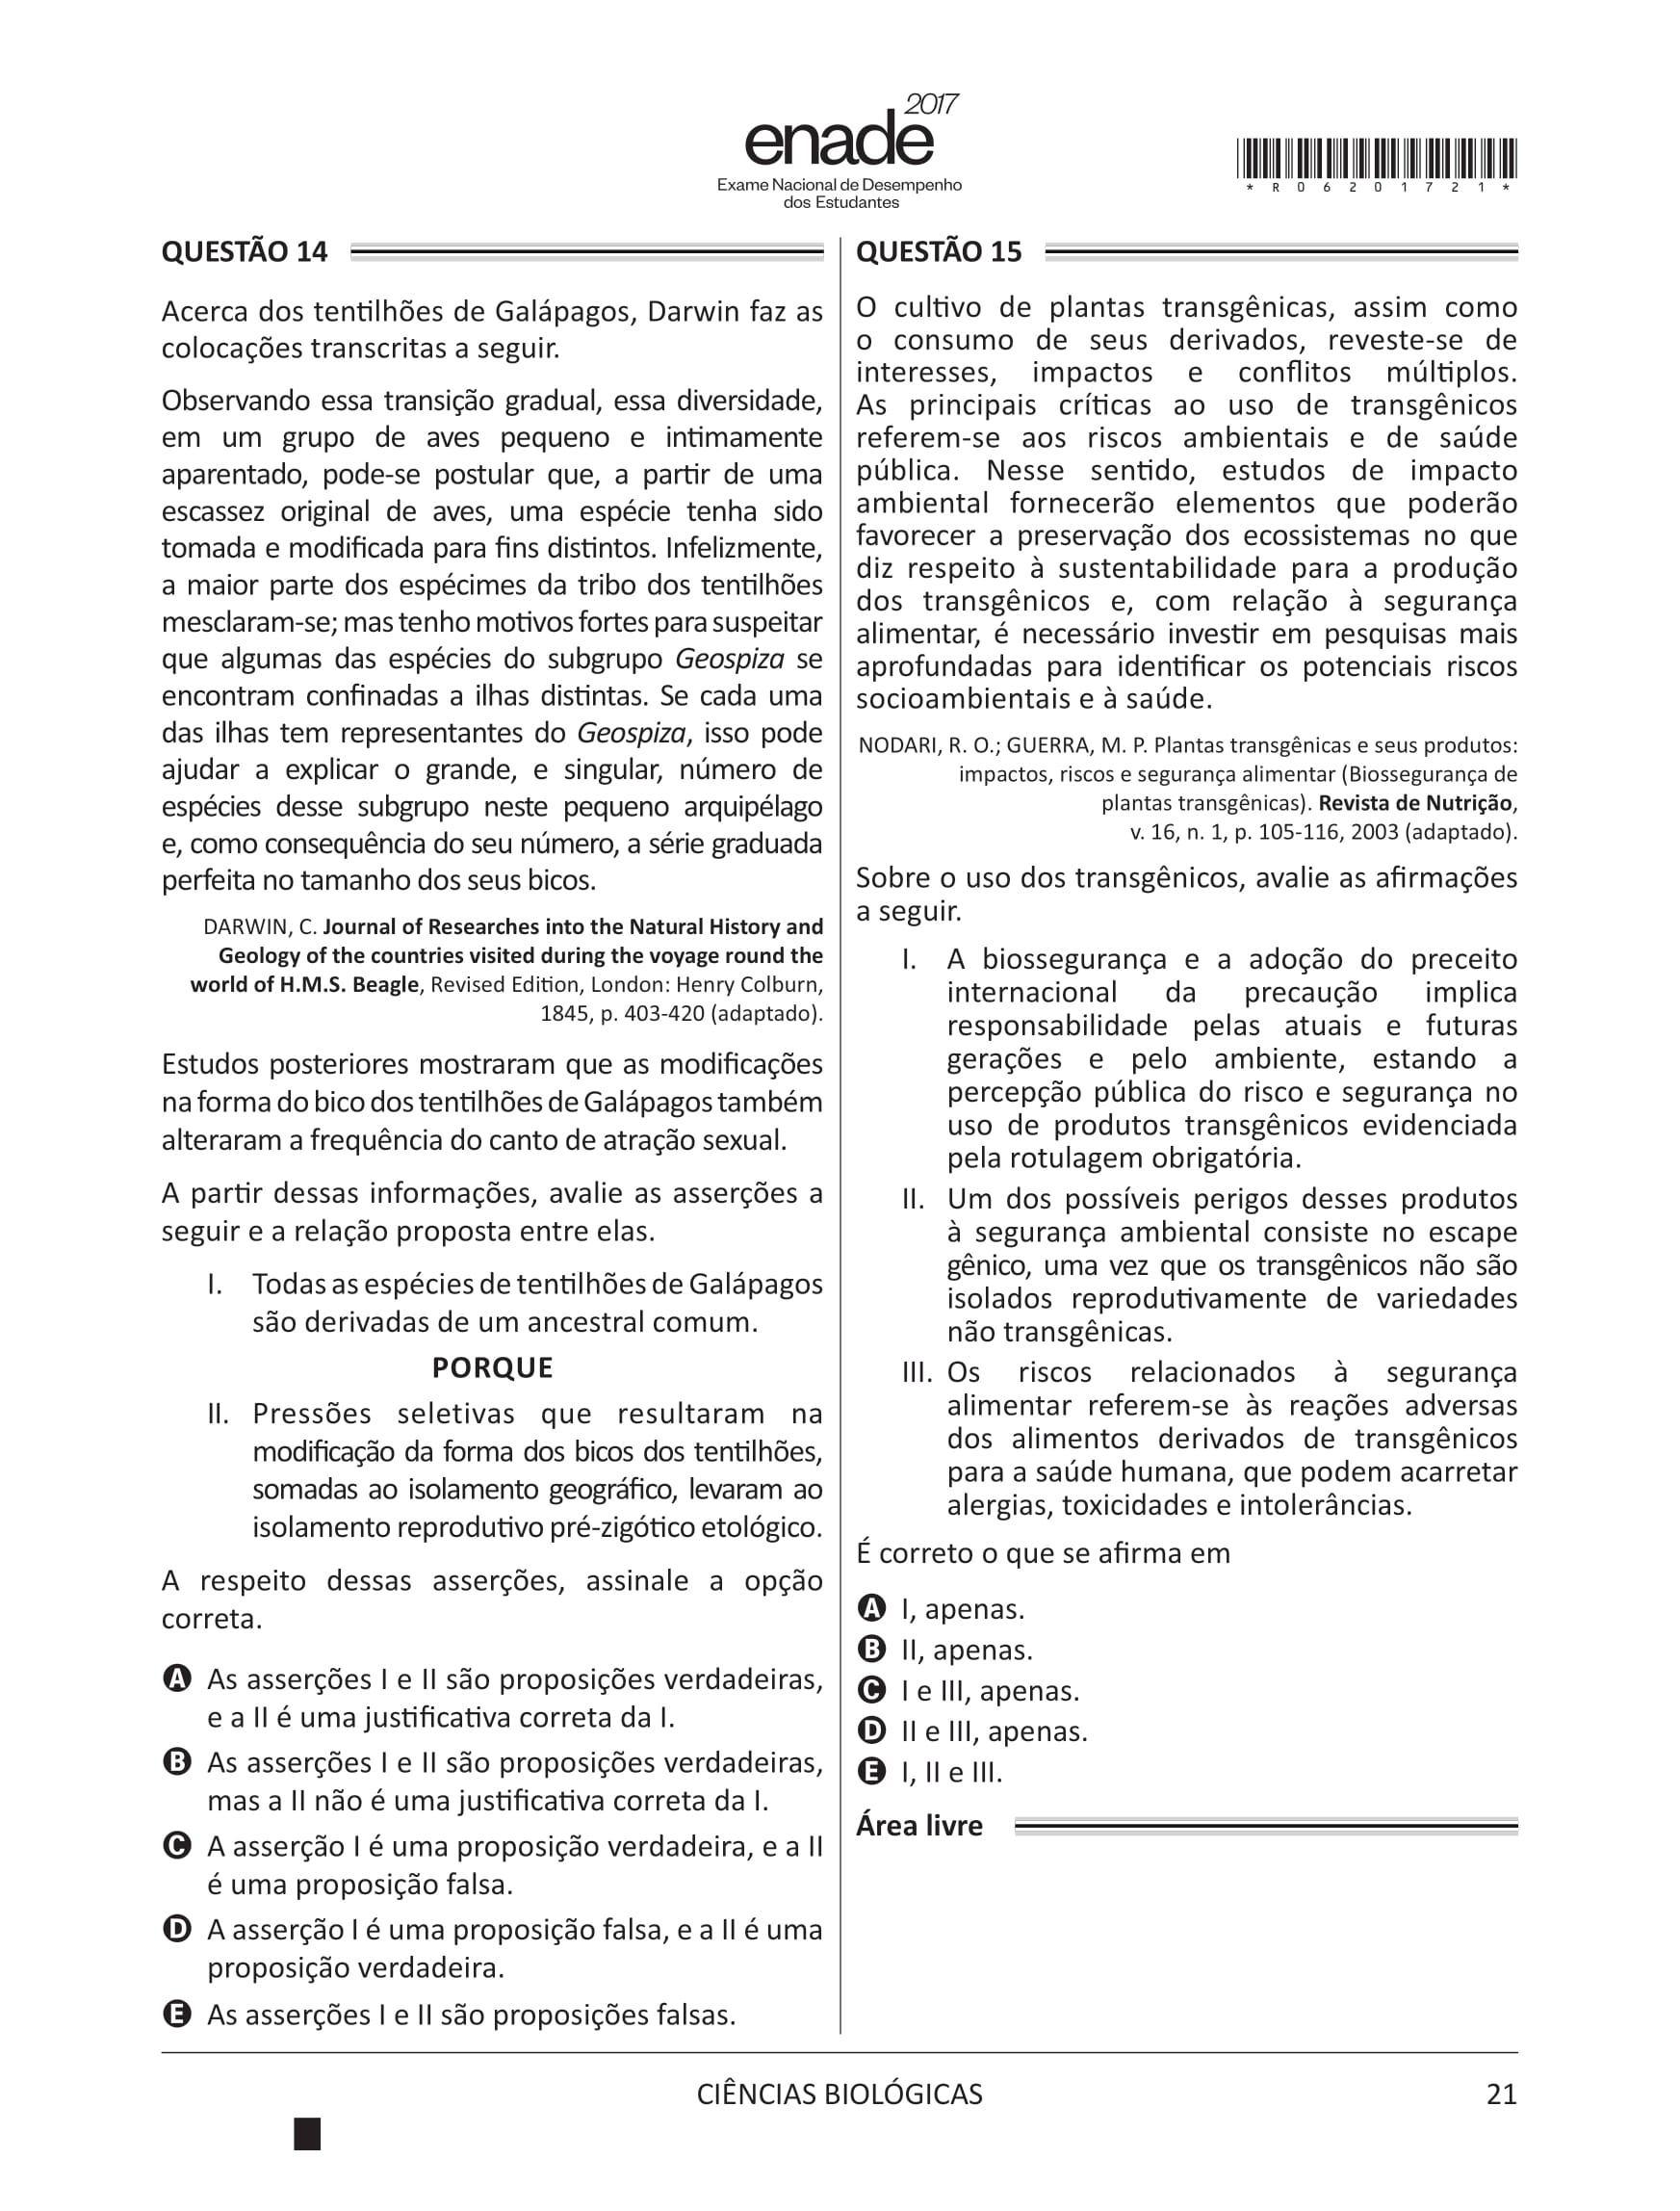 2017
enade
Exame Nacional de Desempenho
dos Estudantes
* R 0 6 2 0 1 7 2 1 *
QUESTÃO 14
Acerca dos tentilhões de Galápagos, Darwin faz as
colocações transcritas a seguir.
Observando essa transição gradual, essa diversidade,
em um grupo de aves pequeno e intimamente
aparentado, pode-se postular que, a partir de uma
escassez original de aves, uma espécie tenha sido
tomada e modificada para fins distintos. Infelizmente,
a maior parte dos espécimes da tribo dos tentilhões
mesclaram-se; mas tenho motivos fortes para suspeitar
que algumas das espécies do subgrupo Geospiza se
encontram confinadas a ilhas distintas. Se cada uma
das ilhas tem representantes do Geospiza, isso pode
ajudar a explicar o grande, e singular, número de
espécies desse subgrupo neste pequeno arquipélago
e, como consequência do seu número, a série graduada
perfeita no tamanho dos seus bicos.
DARWIN, C. Journal of Researches into the Natural History and
Geology of the countries visited during the voyage round the
world of H.M.S. Beagle, Revised Edition, London: Henry Colburn,
1845, p. 403-420 (adaptado).
Estudos posteriores mostraram que as modificações
na forma do bico dos tentilhões de Galápagos também
alteraram a frequência do canto de atração sexual.
A partir dessas informações, avalie as asserções a
seguir e a relação proposta entre elas.
I. Todas as espécies de tentilhões de Galápagos
são derivadas de um ancestral comum.
PORQUE
II. Pressões seletivas que resultaram na
modificação da forma dos bicos dos tentilhões,
somadas ao isolamento geográfico, levaram ao
isolamento reprodutivo pré-zigótico etológico.
A respeito dessas asserções, assinale a opção
correta.
A As asserções I e II são proposições verdadeiras,
e a II é uma justificativa correta da I.
B As asserções I e II são proposições verdadeiras,
mas a II não é uma justificativa correta da I.
C A asserção I é uma proposição verdadeira, e a II
é uma proposição falsa.
D A asserção I é uma proposição falsa, e a II é uma
proposição verdadeira.
E As asserções I e II são proposições falsas.
QUESTÃO 15
O cultivo de plantas transgênicas, assim como
o consumo de seus derivados, reveste-se de
interesses, impactos e conflitos múltiplos.
As principais críticas ao uso de transgênicos
referem-se aos riscos ambientais e de saúde
pública. Nesse sentido, estudos de impacto
ambiental fornecerão elementos que poderão
favorecer a preservação dos ecossistemas no que
diz respeito à sustentabilidade para a produção
dos transgênicos e, com relação à segurança
alimentar, é necessário investir em pesquisas mais
aprofundadas para identificar os potenciais riscos
socioambientais e à saúde.
NODARI, R. O.; GUERRA, M. P. Plantas transgênicas e seus produtos:
impactos, riscos e segurança alimentar (Biossegurança de
plantas transgênicas). Revista de Nutrição,
v. 16, n. 1, p. 105-116, 2003 (adaptado).
Sobre o uso dos transgênicos, avalie as afirmações
a seguir.
I. A biossegurança e a adoção do preceito
internacional da precaução implica
responsabilidade pelas atuais e futuras
gerações e pelo ambiente, estando a
percepção pública do risco e segurança no
uso de produtos transgênicos evidenciada
pela rotulagem obrigatória.
II. Um dos possíveis perigos desses produtos
à segurança ambiental consiste no escape
gênico, uma vez que os transgênicos não são
isolados reprodutivamente de variedades
não transgênicas.
III. Os riscos relacionados à segurança
alimentar referem-se às reações adversas
dos alimentos derivados de transgênicos
para a saúde humana, que podem acarretar
alergias, toxicidades e intolerâncias.
É correto o que se afirma em
A I, apenas.
B II, apenas.
C I e III, apenas.
D II e III, apenas.
E I, II e III.
Área livre
CIÊNCIAS BIOLÓGICAS
21